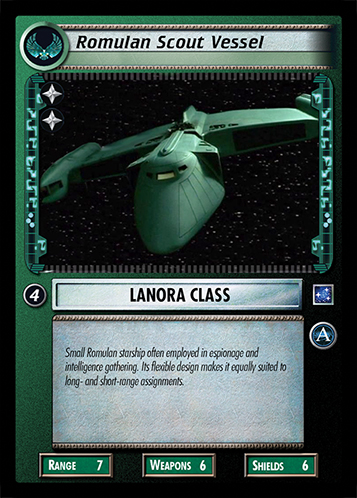 Romulan Scout Vessel
4
LANORA CLASS
A
Small Romulan starship often employed in espionage and
intelligence gathering. Its flexible design makes it equally suited to
long- and short-range assignments.
RANGE 7 WEAPONS 6 SHIELDS 6